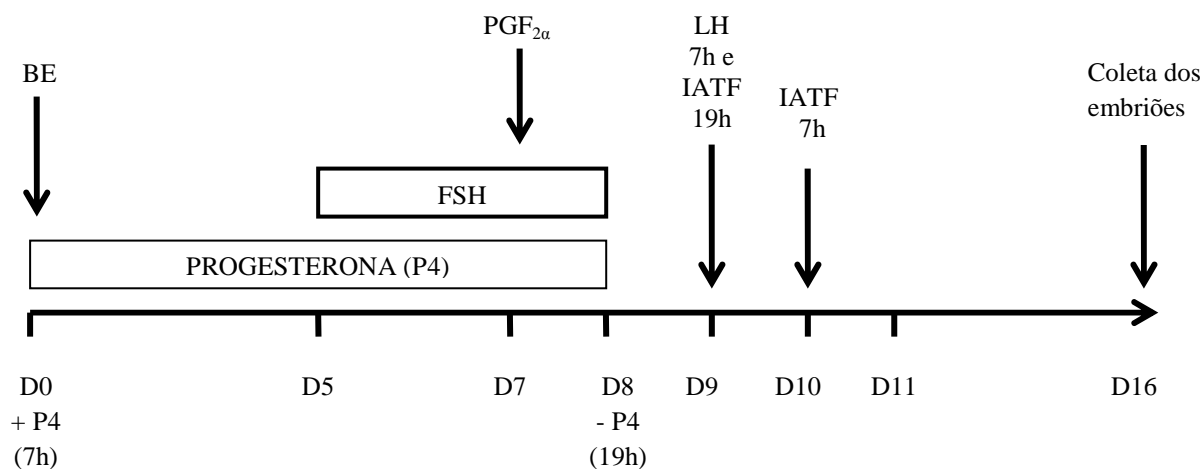 BE
PGF2α
LH
7h e
IATF
19h
IATF
7h
Coleta dos
embriões
FSH
PROGESTERONA (P4)
D0
+ P4
(7h)
D5
D7
D8
- P4
(19h)
D9
D10
D11
D16